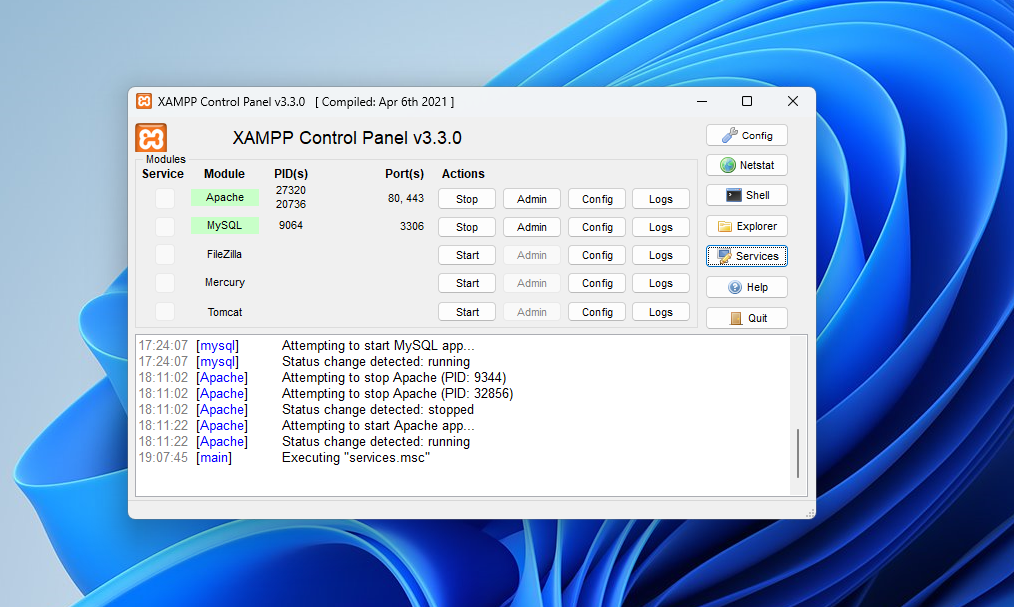 XAMPP Control Panel v3.3.0 [ Compiled: Apr 6th 2021 ]
XAMPP Control Panel v3.3.0
Config
Modules
Service Module PID(s) Port(s) Actions
Netstat
Apache 27320 80, 443 Stop Admin Config Logs
20736
Shell
MySQL 9064 3306 Stop Admin Config Logs
Explorer
FileZilla Start Admin Config Logs
Services
Mercury Start Admin Config Logs
Help
Tomcat Start Admin Config Logs
Quit
17:24:07 [mysql] Attempting to start MySQL app...
17:24:07 [mysql] Status change detected: running
18:11:02 [Apache] Attempting to stop Apache (PID: 9344)
18:11:02 [Apache] Attempting to stop Apache (PID: 32856)
18:11:02 [Apache] Status change detected: stopped
18:11:22 [Apache] Attempting to start Apache app...
18:11:22 [Apache] Status change detected: running
19:07:45 [main] Executing "services.msc"